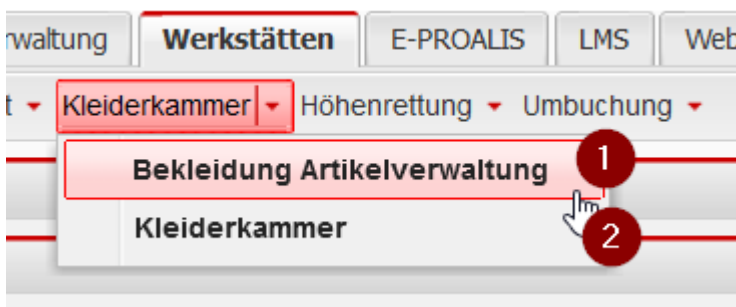 rwaltung Werkstätten E-PROALIS LMS Web
t Kleiderkammer Höhenrettung Umbuchung
Bekleidung Artikelverwaltung 1
Kleiderkammer 2